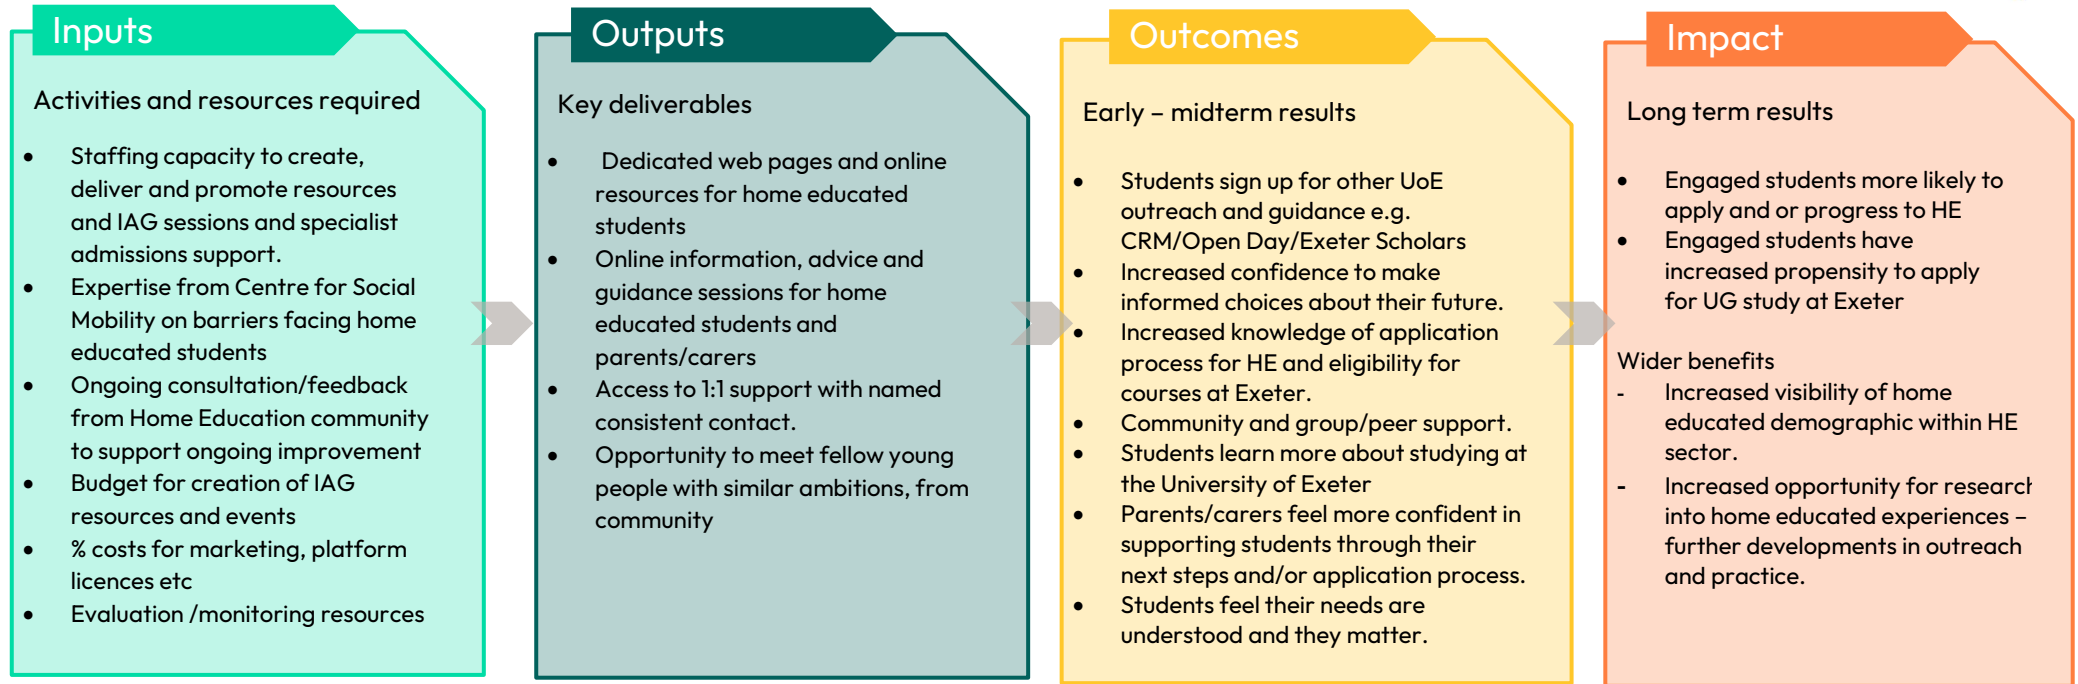 Inputs
Activities and resources required
• Staffing capacity to create,
deliver and promote resources
and IAG sessions and specialist
admissions support.
• Expertise from Centre for Social
Mobility on barriers facing home
educated students
• Ongoing consultation/feedback
from Home Education community
to support ongoing improvement
• Budget for creation of IAG
resources and events
• % costs for marketing, platform
licences etc
• Evaluation /monitoring resources
Outputs
Key deliverables
• Dedicated web pages and online
resources for home educated
students
• Online information, advice and
guidance sessions for home
educated students and
parents/carers
• Access to 1:1 support with named
consistent contact.
• Opportunity to meet fellow young
people with similar ambitions, from
community
Outcomes
Early – midterm results
• Students sign up for other UoE
outreach and guidance e.g.
CRM/Open Day/Exeter Scholars
• Increased confidence to make
informed choices about their future.
• Increased knowledge of application
process for HE and eligibility for
courses at Exeter.
• Community and group/peer support.
• Students learn more about studying at
the University of Exeter
• Parents/carers feel more confident in
supporting students through their
next steps and/or application process.
• Students feel their needs are
understood and they matter.
Impact
Long term results
• Engaged students more likely to
apply and or progress to HE
• Engaged students have
increased propensity to apply
for UG study at Exeter
Wider benefits
- Increased visibility of home
educated demographic within HE
sector.
- Increased opportunity for research
into home educated experiences –
further developments in outreach
and practice.